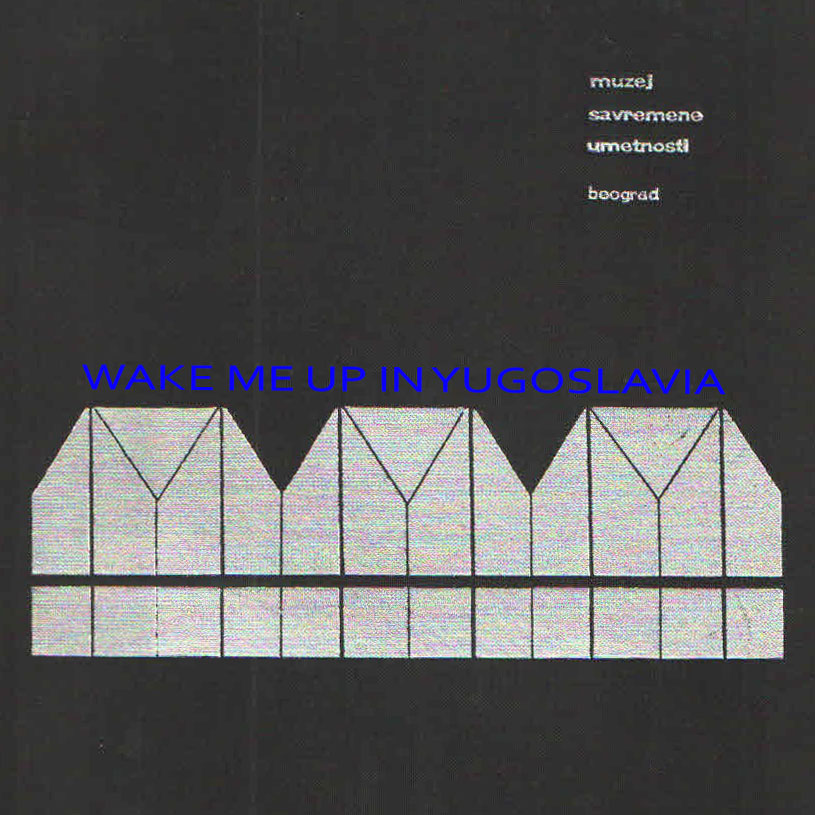 muzej
savremene
umetnosti
beograd
WAKE ME UP IN YUGOSLAVIA